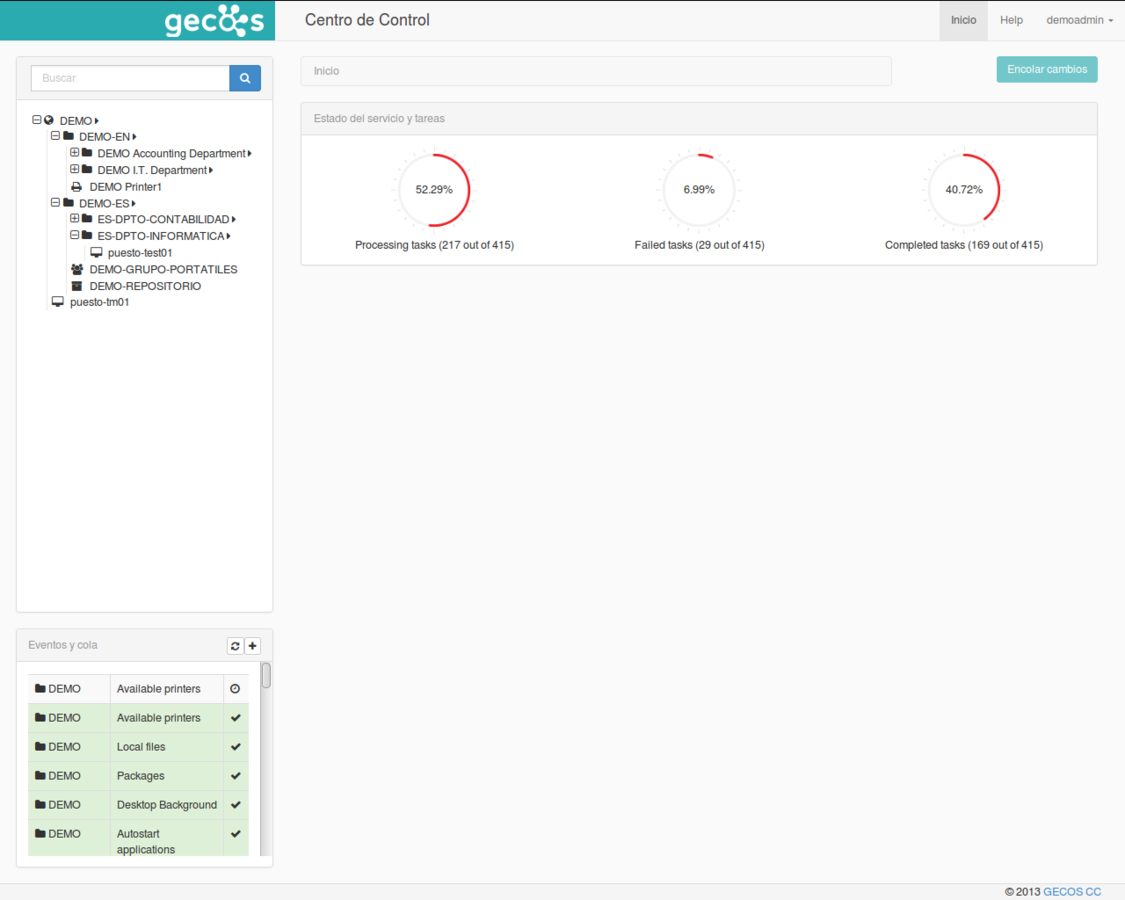 gecos
Centro de Control
Inicio
Help
demoadmin
Buscar
Inicio
Encolar cambios
DEMO
DEMO-EN
DEMO Accounting Department
DEMO I.T. Department
DEMO Printer1
DEMO-ES
ES-DPTO-CONTABILIDAD
ES-DPTO-INFORMATICA
puesto-test01
DEMO-GRUPO-PORTATILES
DEMO-REPOSITORIO
puesto-tm01
Estado del servicio y tareas
52.29%
Processing tasks (217 out of 415)
6.99%
Failed tasks (29 out of 415)
40.72%
Completed tasks (169 out of 415)
Eventos y cola
DEMO Available printers
DEMO Available printers
DEMO Local files
DEMO Packages
DEMO Desktop Background
DEMO Autostart
applications
© 2013 GECOS CC